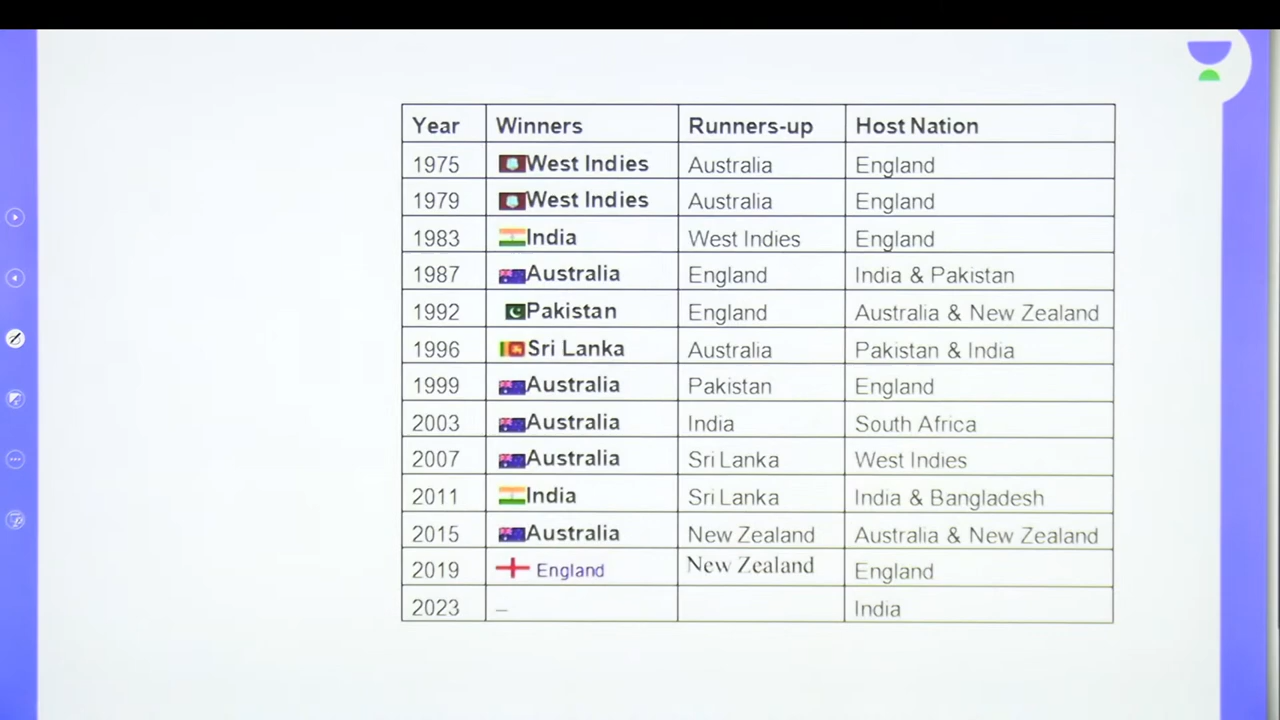 Year Winners Runners-up Host Nation
1975 West Indies Australia England
1979 West Indies Australia England
1983 India West Indies England
1987 Australia England India & Pakistan
1992 Pakistan England Australia & New Zealand
1996 Sri Lanka Australia Pakistan & India
1999 Australia Pakistan England
2003 Australia India South Africa
2007 Australia Sri Lanka West Indies
2011 India Sri Lanka India & Bangladesh
2015 Australia New Zealand Australia & New Zealand
2019 England New Zealand England
2023 – India